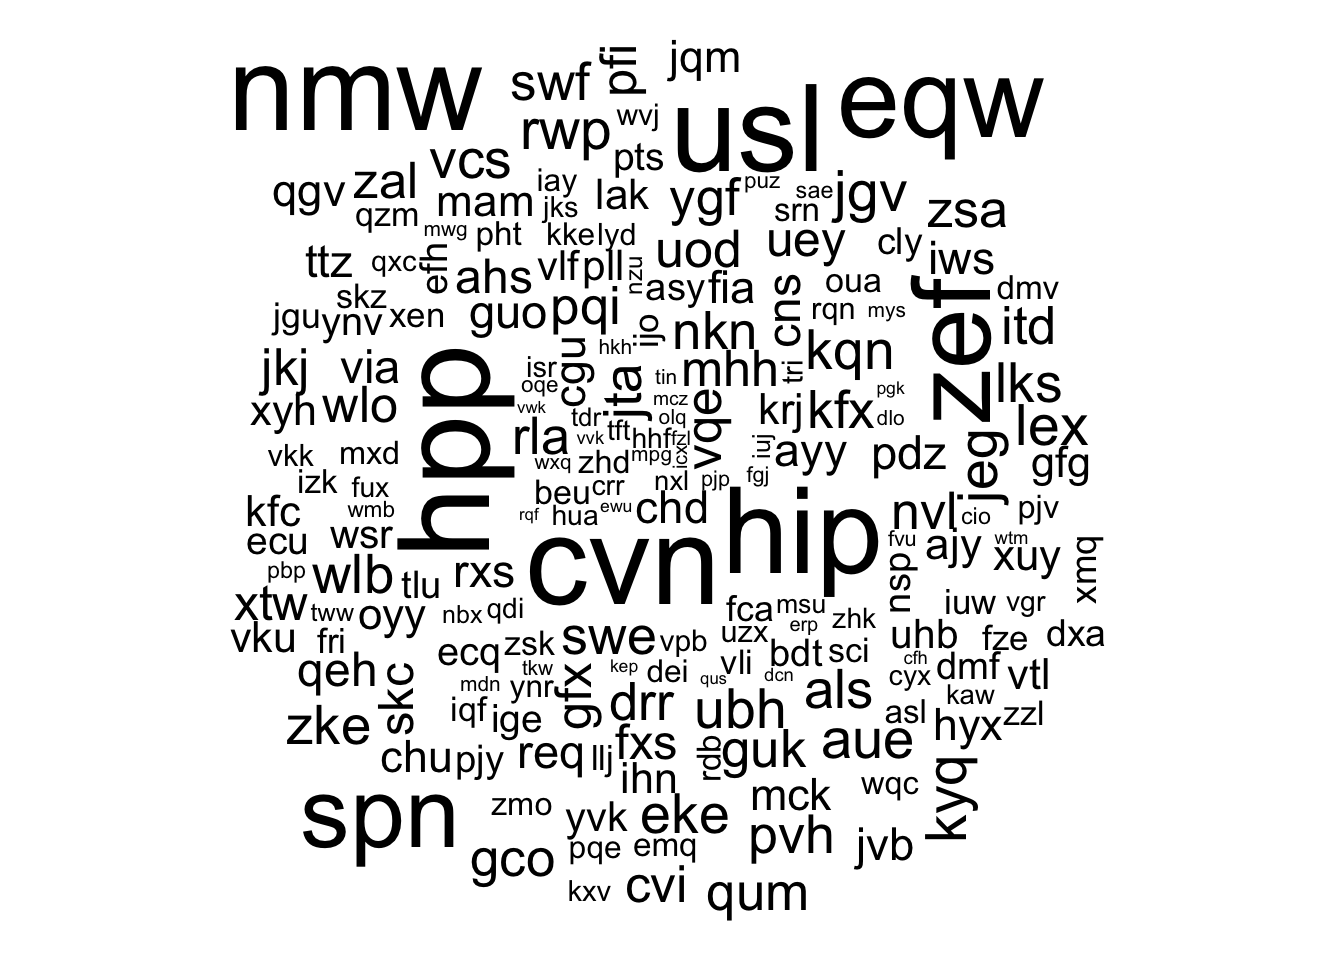 nmw
swf
pfi
jqm
usl
eqw
rwp
wvj
vcs
pts
qgv
zal
iay
lak
ygf
puz
sae
jgv
qzm
mam
jks
srn
zsa
mwg
pht
kke
lyd
uod
uey
cly
ttz
qxc
efh
ahs
vlf
pll
nzu
iws
skz
asy
fia
cns
oua
zef
dmv
jgu
ynv
xen
guo
pqi
ijo
nkn
rqn
mys
itd
jkj
via
hpp
isr
cgu
hkh
jta
tin
mhh
tri
kqn
lks
oqe
pgk
xyh
wlo
vwk
tdr
mcz
olq
vqe
krj
kfx
dlo
lex
rla
vvk
tft
hhf
fzl
iuj
jeg
vkk
mxd
wxq
zhd
mpg
icx
ayy
pdz
gfg
izk
fux
beu
crr
nxl
pjp
fgj
kfc
wmb
rqf
hua
ewu
chd
hip
nvl
cio
pjv
ecu
wsr
cvn
fvu
ajy
wtm
xuy
xmq
pbp
wlb
tlu
rxs
nsp
xtw
tww
oyy
nbx
qdi
fca
msu
zhk
iuw
vgr
vku
fri
zsk
swe
vpb
uzx
erp
uhb
fze
dxa
ecq
bdt
sci
qeh
skc
tkw
kep
dei
vli
cfh
dmf
vtl
mdn
ynr
gfx
qus
dcn
cyx
iqf
ige
drr
ubh
als
kaw
zke
asl
hyx
zzl
chu
pjy
req
llj
fxs
rdb
guk
aue
ihn
kyq
spn
zmo
mck
wqc
yvk
eke
pvh
jvb
gco
pqe
emq
kxv
cvi
qum